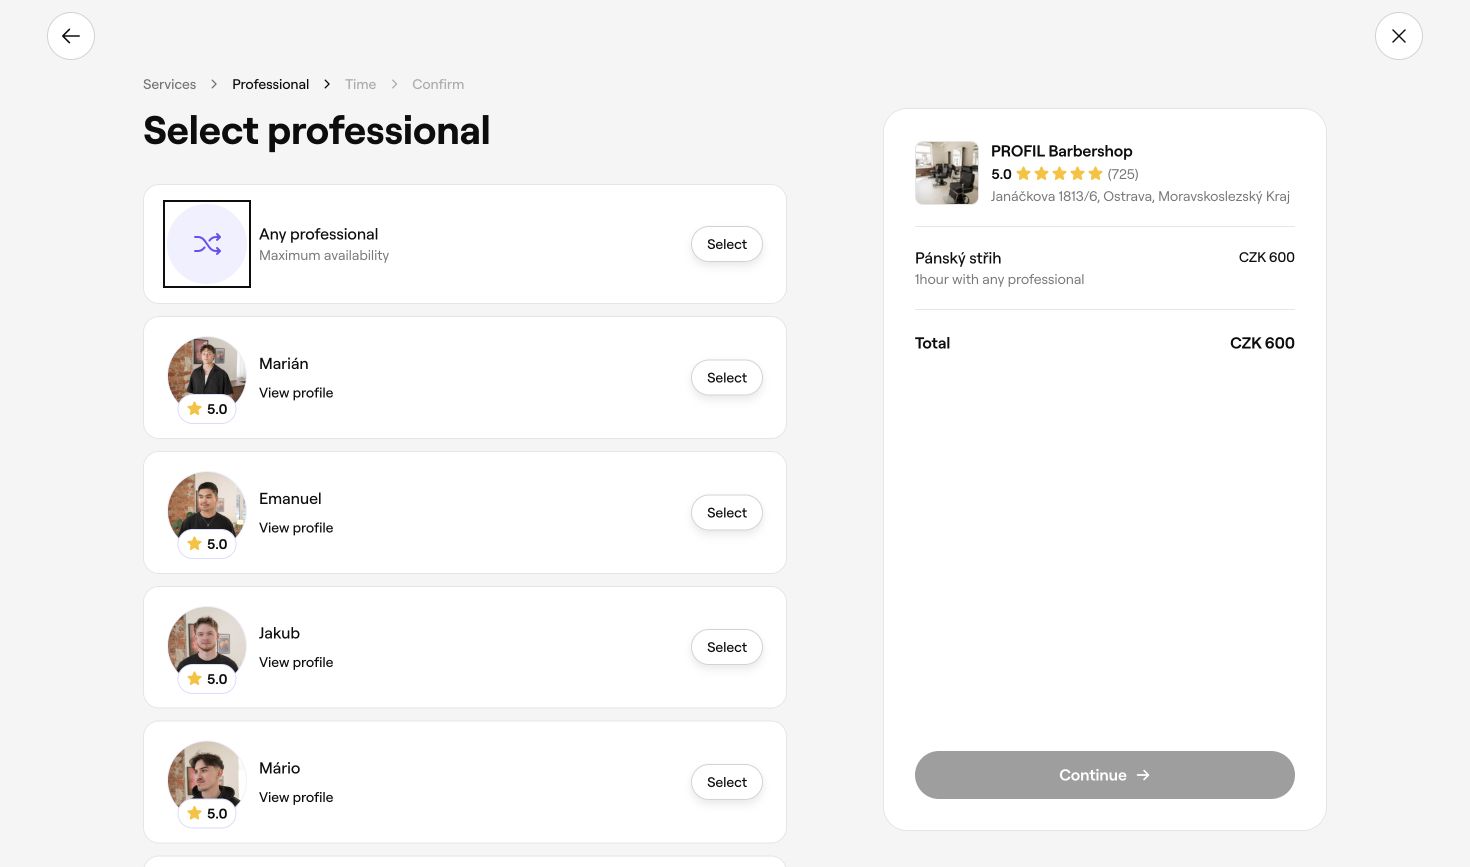 Services
Professional
Time
Confirm
Select professional
Any professional
Maximum availability
Select
Marián
View profile
5.0
Select
Emanuel
View profile
5.0
Select
Jakub
View profile
5.0
Select
Mário
View profile
5.0
Select
PROFIL Barbershop
5.0 (725)
Janáčkova 1813/6, Ostrava, Moravskoslezský Kraj
Pánský střih CZK 600
1hour with any professional
Total CZK 600
Continue